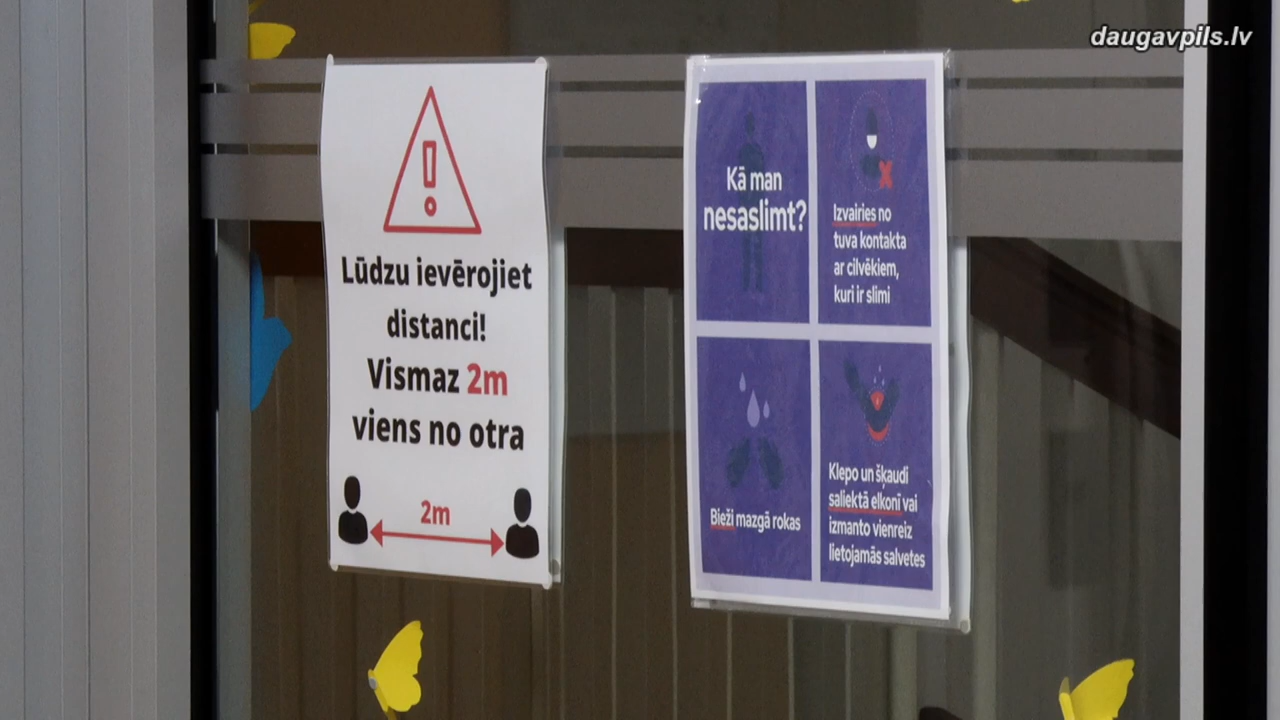 daugavpils.lv
Lūdzu ievērojiet
distanci!
Vismaz 2m
viens no otra
2m
Kā man
nesaslimt?
Izvairies no
tuva kontakta
ar cilvēkiem,
kuri ir slimi
Bieži mazgā rokas
Klepo un šķaudi
saliektā elkonī vai
izmanto vienreiz
lietojamās salvetes